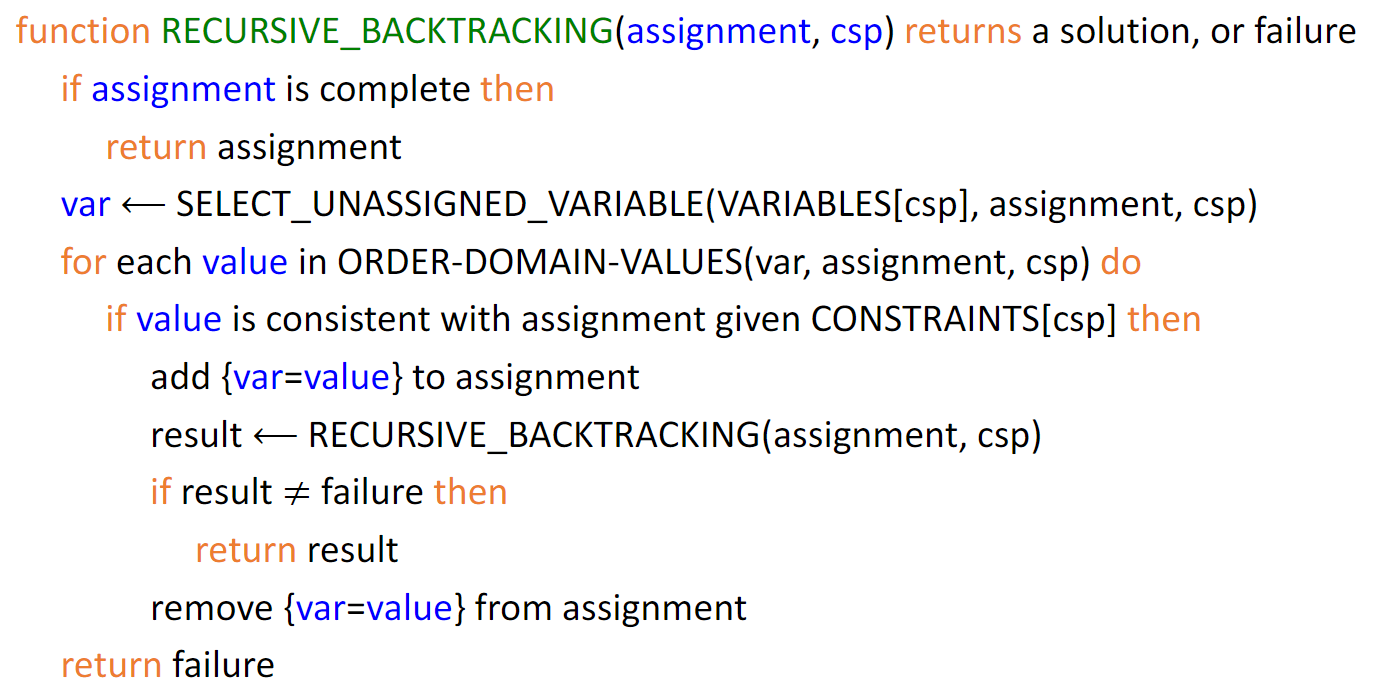 function RECURSIVE_BACKTRACKING(assignment, csp) returns a solution, or failure
if assignment is complete then
return assignment
var ⟵ SELECT_UNASSIGNED_VARIABLE(VARIABLES[csp], assignment, csp)
for each value in ORDER-DOMAIN-VALUES(var, assignment, csp) do
if value is consistent with assignment given CONSTRAINTS[csp] then
add {var=value} to assignment
result ⟵ RECURSIVE_BACKTRACKING(assignment, csp)
if result ≠ failure then
return result
remove {var=value} from assignment
return failure